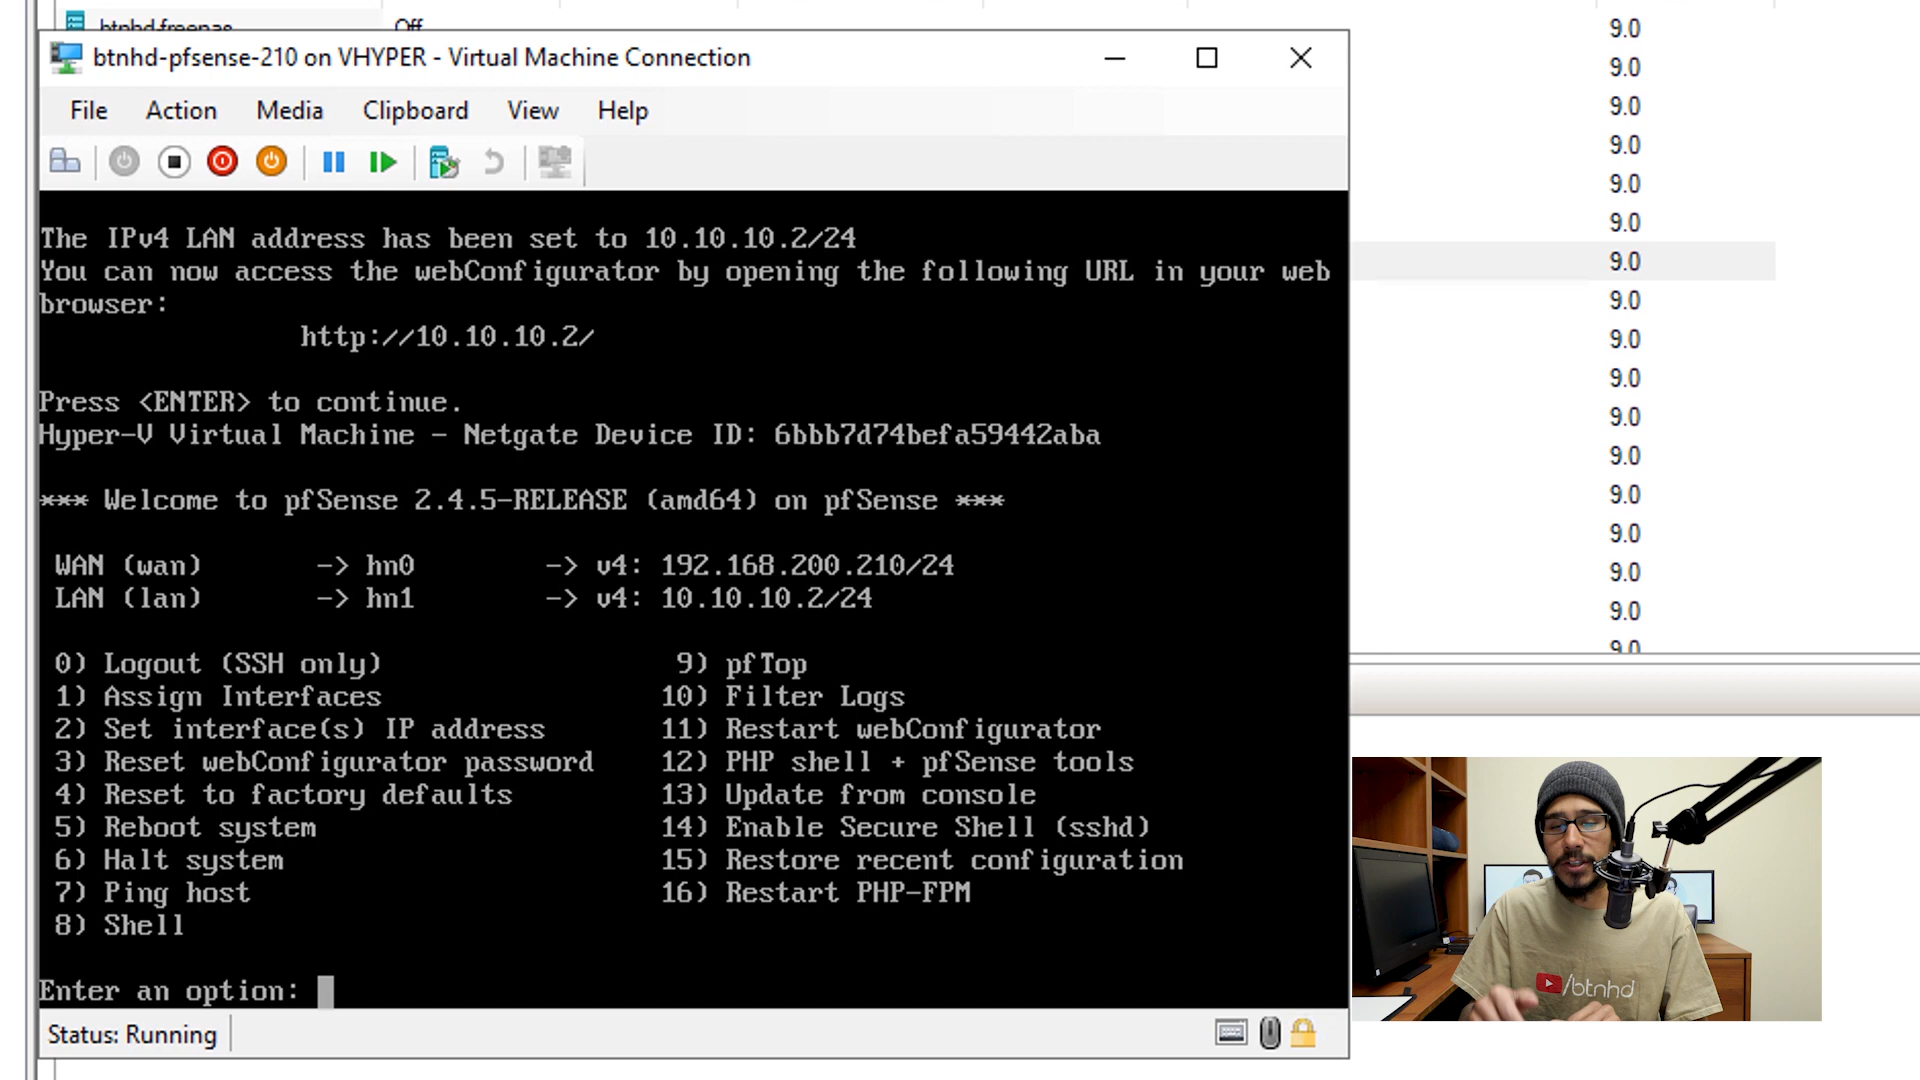 btnhd-freenas Off
9.0
btnhd-pfsense-210 on VHYPER - Virtual Machine Connection
9.0
File Action Media Clipboard View Help
9.0
9.0
9.0
The IPv4 LAN address has been set to 10.10.10.2/24
9.0
You can now access the webConfigurator by opening the following URL in your web
9.0
browser:
9.0
http://10.10.10.2/
9.0
9.0
Press <ENTER> to continue.
9.0
Hyper-V Virtual Machine - Netgate Device ID: 6bbb7d74befa59442aba
9.0
*** Welcome to pfSense 2.4.5-RELEASE (amd64) on pfSense ***
9.0
9.0
WAN (wan) -> hn0 -> v4: 192.168.200.210/24
9.0
LAN (lan) -> hn1 -> v4: 10.10.10.2/24
9.0
9.0
0) Logout (SSH only) 9) pfTop
1) Assign Interfaces 10) Filter Logs
2) Set interface(s) IP address 11) Restart webConfigurator
3) Reset webConfigurator password 12) PHP shell + pfSense tools
4) Reset to factory defaults 13) Update from console
5) Reboot system 14) Enable Secure Shell (sshd)
6) Halt system 15) Restore recent configuration
7) Ping host 16) Restart PHP-FPM
8) Shell
Enter an option:
/btnhd
Status: Running